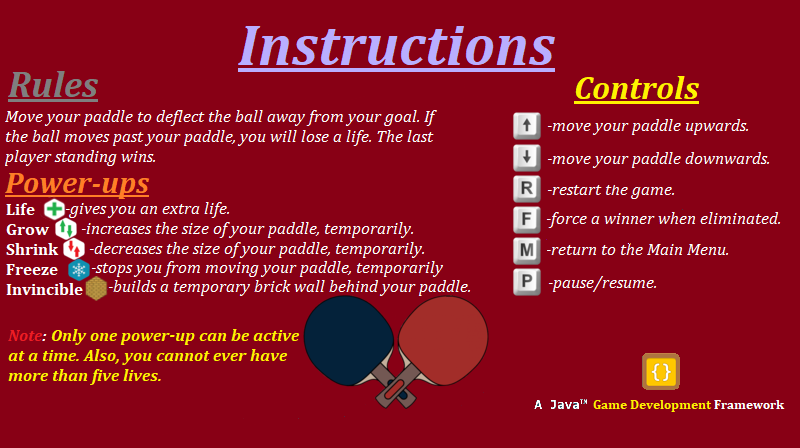 Instructions
Rules
Move your paddle to deflect the ball away from your goal. If
the ball moves past your paddle, you will lose a life. The last
player standing wins.
Power-ups
Life -gives you an extra life.
Grow -increases the size of your paddle, temporarily.
Shrink -decreases the size of your paddle, temporarily.
Freeze -stops you from moving your paddle, temporarily
Invincible -builds a temporary brick wall behind your paddle.
Note: Only one power-up can be active
at a time. Also, you cannot ever have
more than five lives.
Controls
↑ -move your paddle upwards.
↓ -move your paddle downwards.
R -restart the game.
F -force a winner when eliminated.
M -return to the Main Menu.
P -pause/resume.
{}
A Java™ Game Development Framework